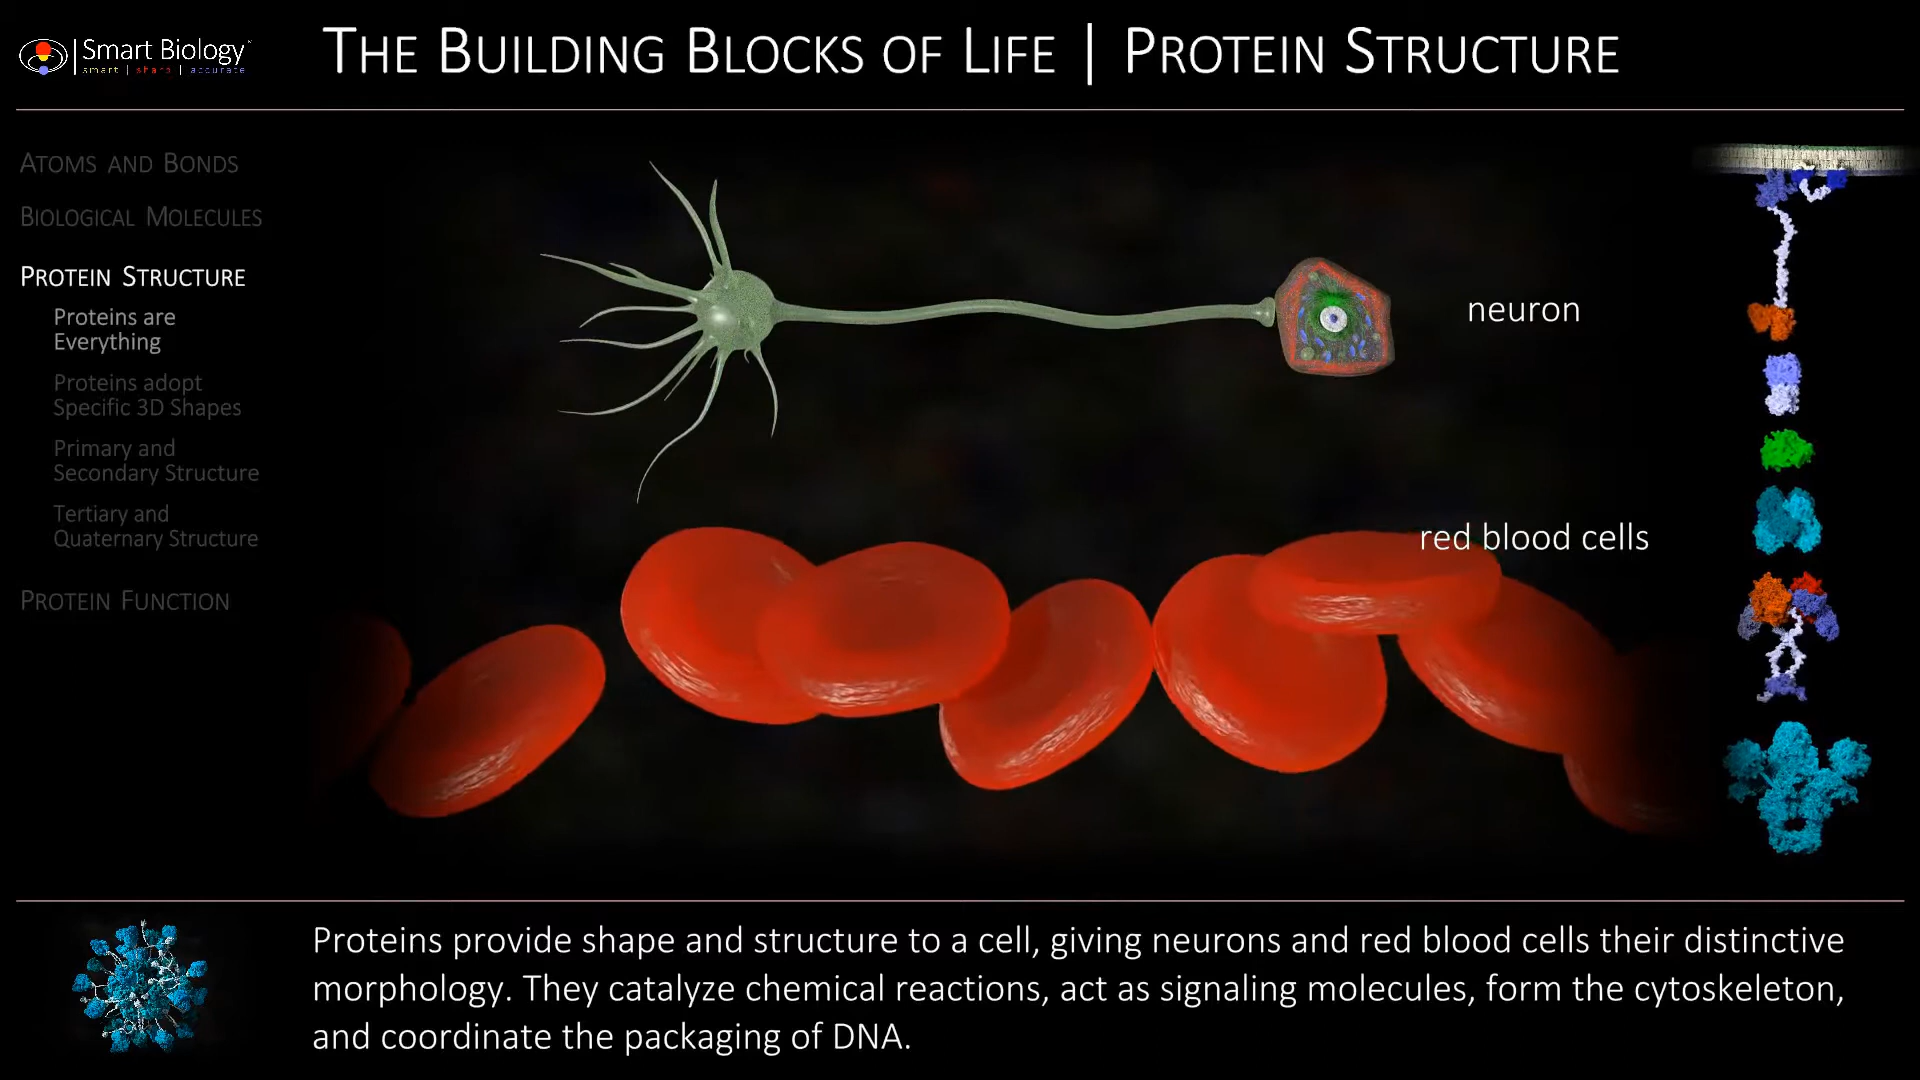 Smart Biology
smart | sharp | accurate
THE BUILDING BLOCKS OF LIFE | PROTEIN STRUCTURE
ATOMS AND BONDS
BIOLOGICAL MOLECULES
PROTEIN STRUCTURE
Proteins are
Everything
Proteins adopt
Specific 3D Shapes
Primary and
Secondary Structure
Tertiary and
Quaternary Structure
PROTEIN FUNCTION
neuron
red blood cells
Proteins provide shape and structure to a cell, giving neurons and red blood cells their distinctive
morphology. They catalyze chemical reactions, act as signaling molecules, form the cytoskeleton,
and coordinate the packaging of DNA.